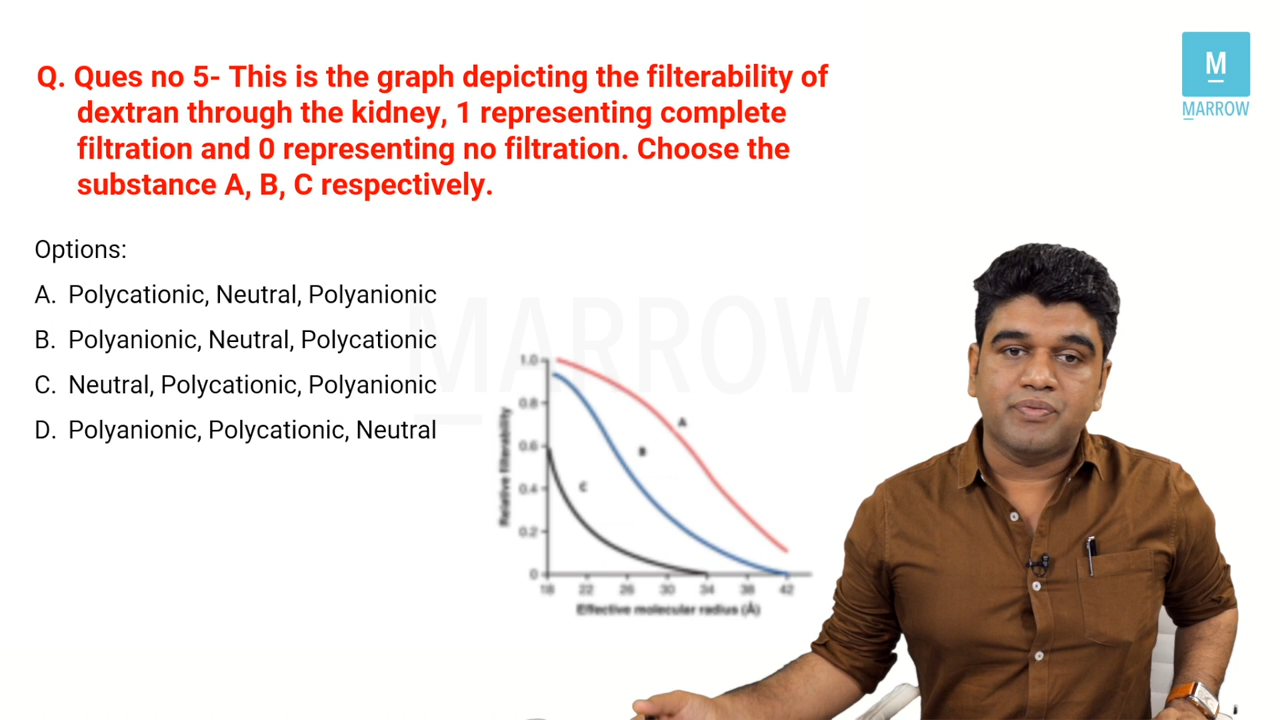 Q. Ques no 5- This is the graph depicting the filterability of
dextran through the kidney, 1 representing complete
filtration and 0 representing no filtration. Choose the
substance A, B, C respectively.
M
MARROW
Options:
A. Polycationic, Neutral, Polyanionic
B. Polyanionic, Neutral, Polycationic
C. Neutral, Polycationic, Polyanionic
D. Polyanionic, Polycationic, Neutral
MARROW
1.0
0.8
0.6
0.4
0.2
0
Relative filterability
A
B
C
18 22 26 30 34 38 42
Effective molecular radius (Å)